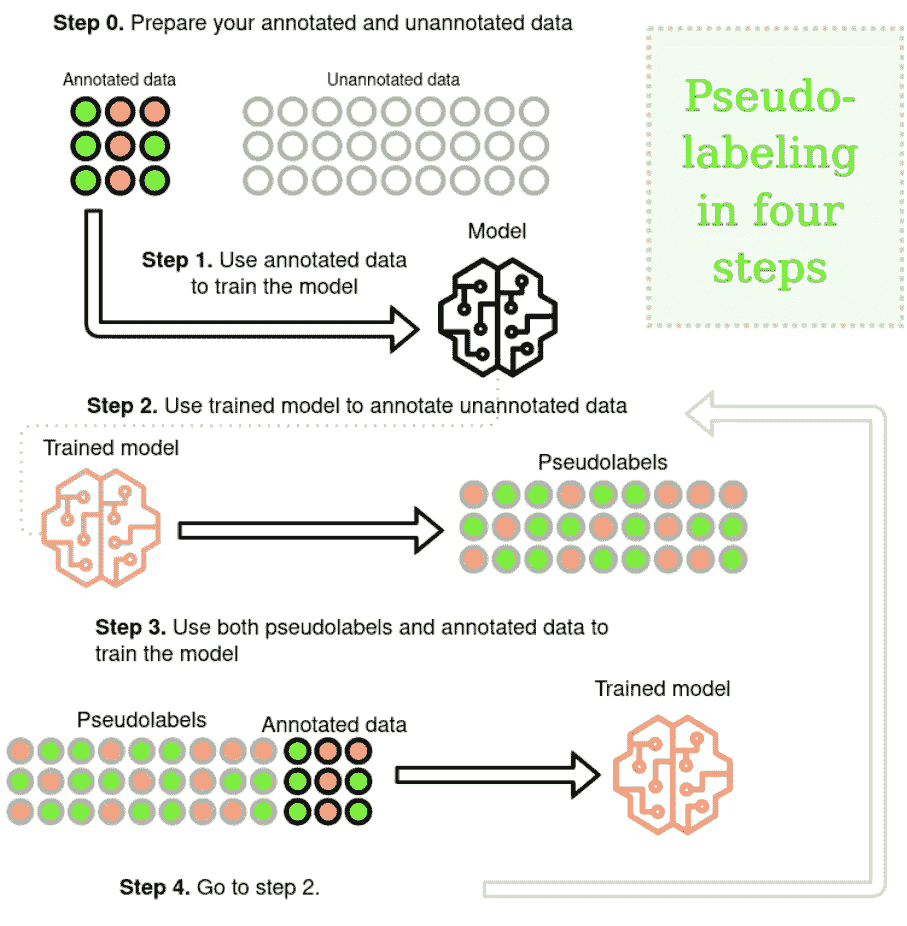 Step 0. Prepare your annotated and unannotated data
Annotated data
Unannotated data
Pseudo-
labeling
in four
steps
Model
Step 1. Use annotated data
to train the model
Step 2. Use trained model to annotate unannotated data
Trained model
Pseudolabels
Step 3. Use both pseudolabels and annotated data to
train the model
Trained model
Pseudolabels
Annotated data
Step 4. Go to step 2.